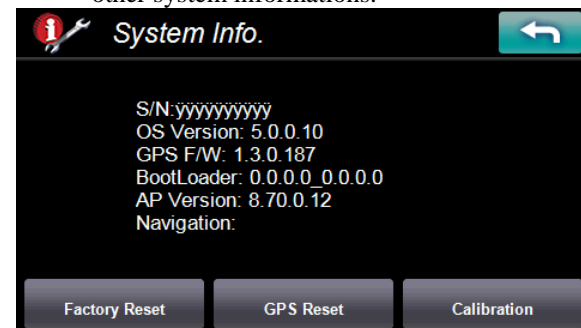 other system informations.
System Info.
S/N:ÿÿÿÿÿÿÿÿÿÿ
OS Version: 5.0.0.10
GPS F/W: 1.3.0.187
BootLoader: 0.0.0.0_0.0.0.0
AP Version: 8.70.0.12
Navigation:
Factory Reset
GPS Reset
Calibration